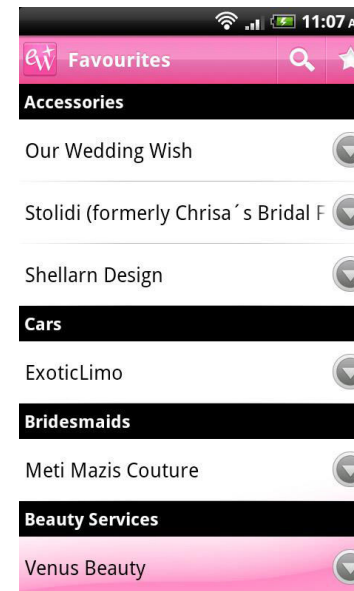 11:07 A
eW Favourites
Accessories
Our Wedding Wish
Stolidi (formerly Chrisa´s Bridal F
Shellarn Design
Cars
ExoticLimo
Bridesmaids
Meti Mazis Couture
Beauty Services
Venus Beauty